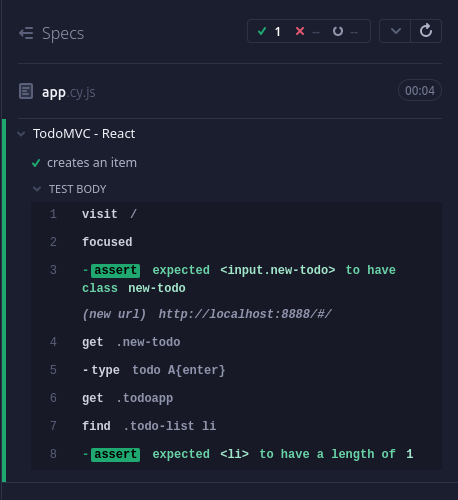 Specs
1 -- --
app.cy.js 00:04
TodoMVC - React
creates an item
TEST BODY
1 visit /
2 focused
3 -assert expected <input.new-todo> to have
class new-todo
(new url) http://localhost:8888/#/
4 get .new-todo
5 -type todo A{enter}
6 get .todoapp
7 find .todo-list li
8 -assert expected <li> to have a length of 1